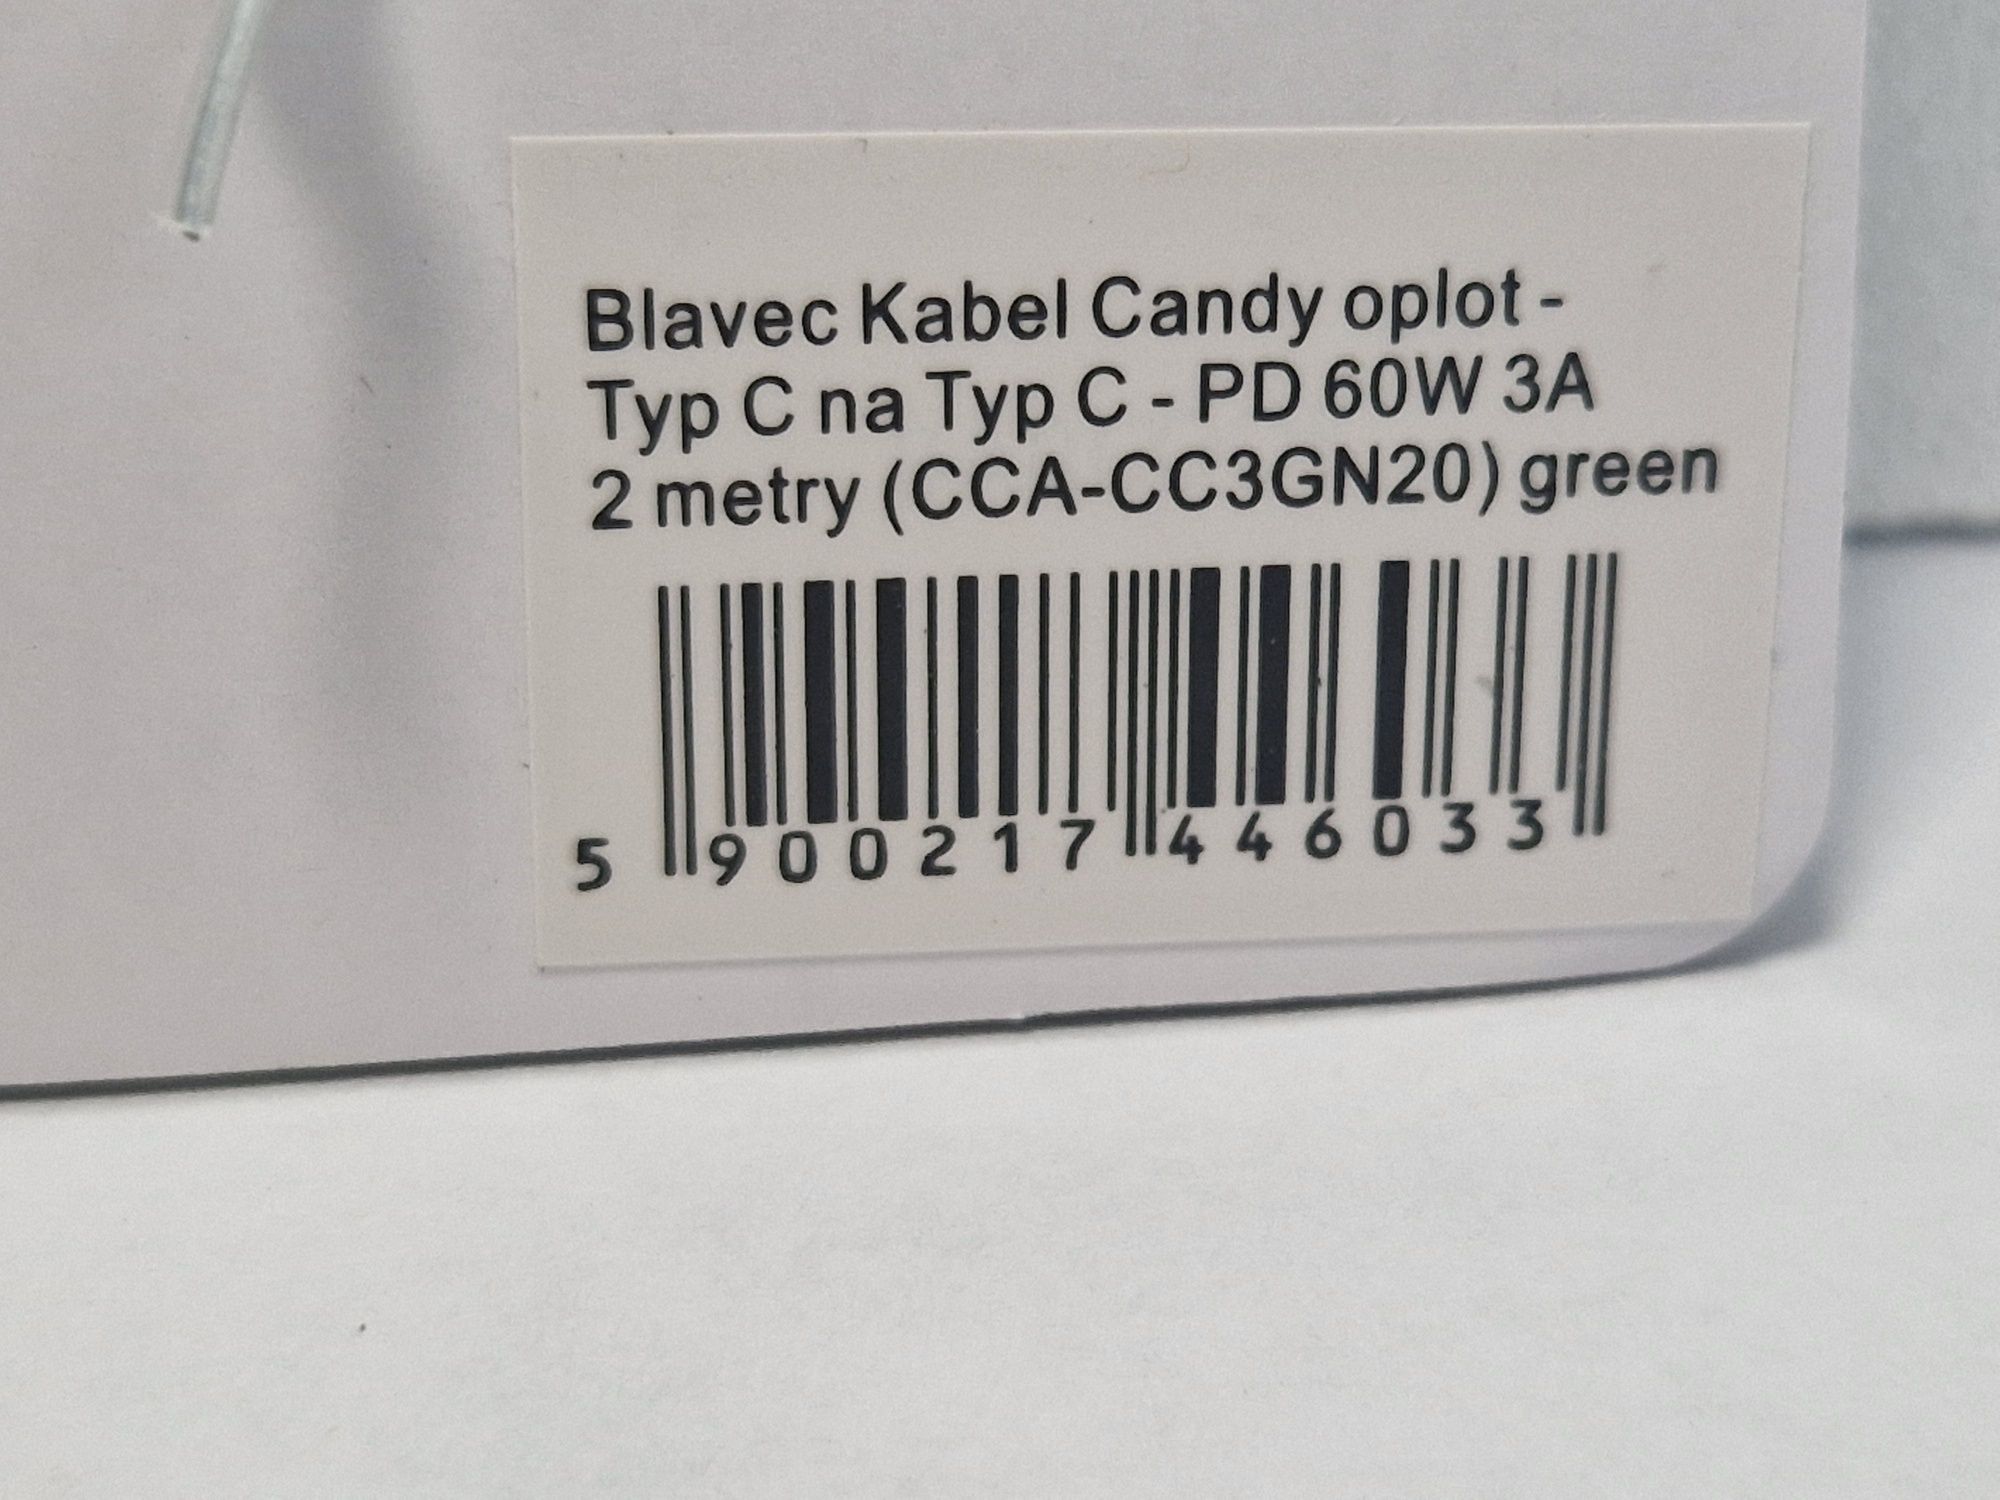 Blavec Kabel Candy oplot -
Typ C na Typ C - PD 60W 3A
2 metry (CCA-CC3GN20) green
5 900217 446033